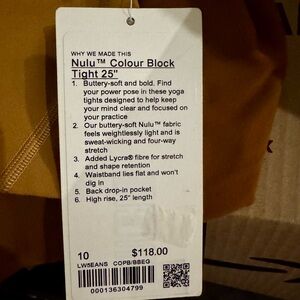 WHY WE MADE THIS
Nulu™ Colour Block
Tight 25"
1. Buttery-soft and bold. Find
your power pose in these yoga
tights designed to help keep
your mind clear and focused on
your practice
2. Our buttery-soft Nulu™ fabric
feels weightlessly light and is
sweat-wicking and four-way
stretch
3. Added Lycra® fibre for stretch
and shape retention
4. Waistband lies flat and won't
dig in
5. Back drop-in pocket
6. High rise, 25" length
10 $118.00
LW5EANS COPB/BBEG
000136304799